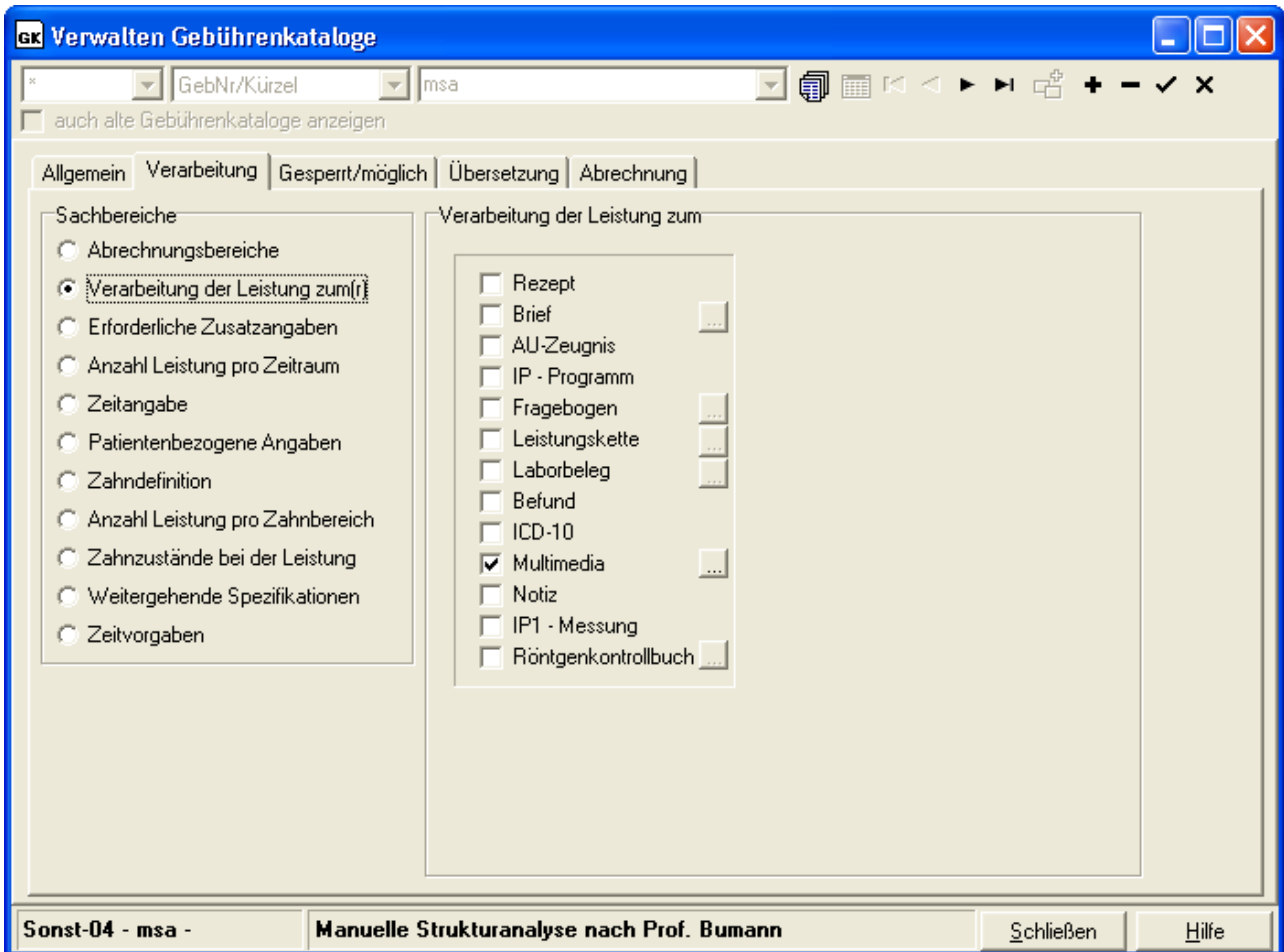 GK Verwalten Gebührenkataloge
* GebNr/Kürzel msa
auch alte Gebührenkataloge anzeigen
Allgemein Verarbeitung Gesperrt/möglich Übersetzung Abrechnung
Sachbereiche
Abrechnungsbereiche
Verarbeitung der Leistung zum(r)
Erforderliche Zusatzangaben
Anzahl Leistung pro Zeitraum
Zeitangabe
Patientenbezogene Angaben
Zahndefinition
Anzahl Leistung pro Zahnbereich
Zahnzustände bei der Leistung
Weitergehende Spezifikationen
Zeitvorgaben
Verarbeitung der Leistung zum
Rezept
Brief ...
AU-Zeugnis
IP - Programm
Fragebogen ...
Leistungskette ...
Laborbeleg ...
Befund
ICD-10
Multimedia ...
Notiz
IP1 - Messung
Röntgenkontrollbuch ...
Sonst-04 - msa - Manuelle Strukturanalyse nach Prof. Bumann Schließen Hilfe